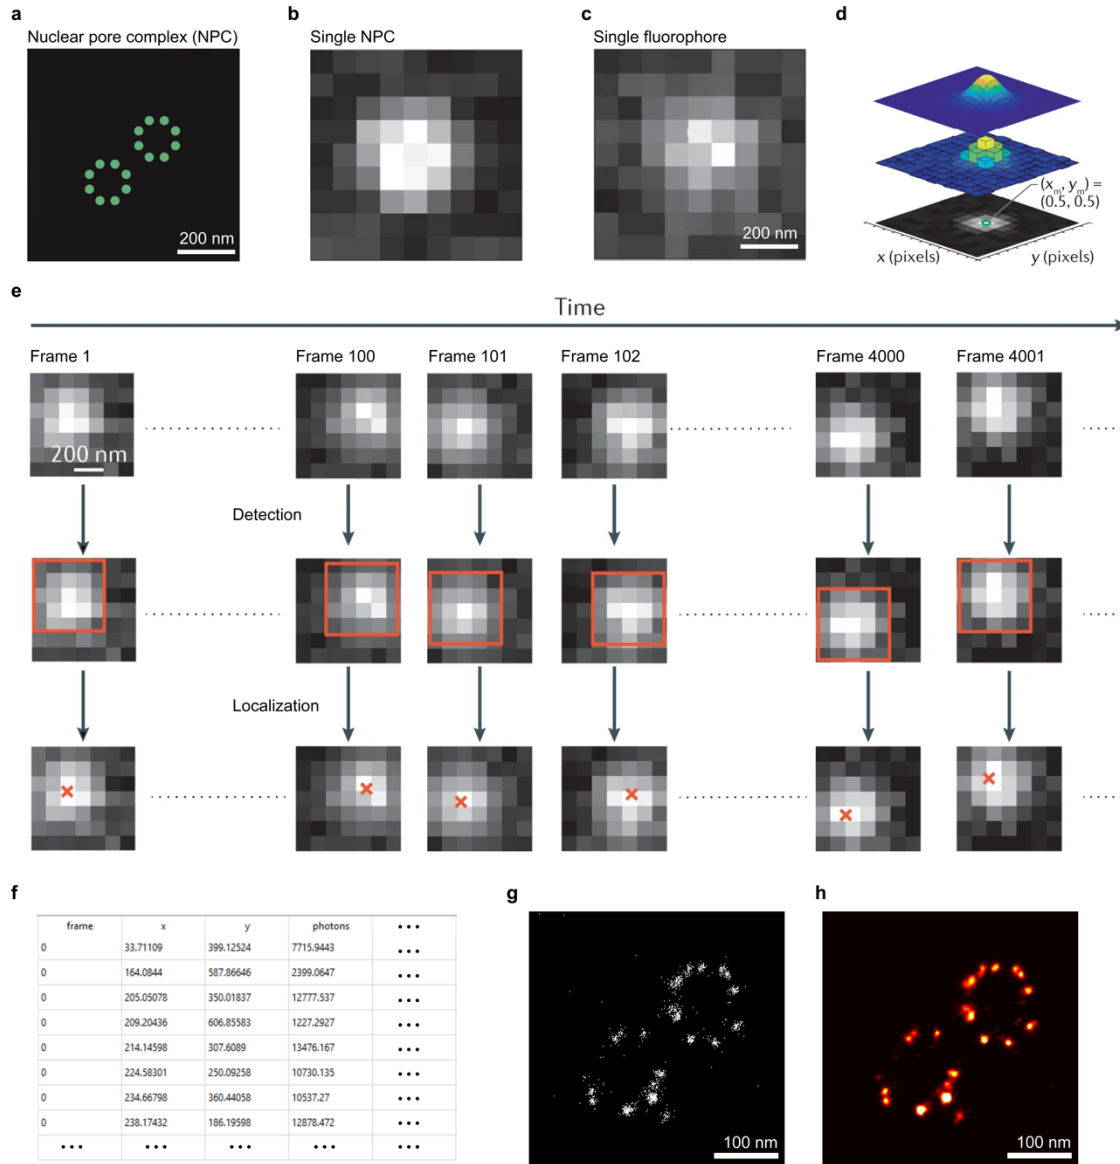 a
Nuclear pore complex (NPC)
200 nm
b
Single NPC
c
Single fluorophore
200 nm
d
(xm, ym) =
(0.5, 0.5)
x (pixels)
y (pixels)
e
Time
Frame 1
Frame 100
Frame 101
Frame 102
Frame 4000
Frame 4001
200 nm
Detection
Localization
f
frame x y photons •••
0 33.71109 399.12524 7715.9443 •••
0 164.0844 587.86646 2399.0647 •••
0 205.05078 350.01837 12777.537 •••
0 209.20436 606.85583 1227.2927 •••
0 214.14598 307.6089 13476.167 •••
0 224.58301 250.09258 10730.135 •••
0 234.66798 360.44058 10537.27 •••
0 238.17432 186.19598 12878.472 •••
••• ••• ••• ••• •••
g
100 nm
h
100 nm